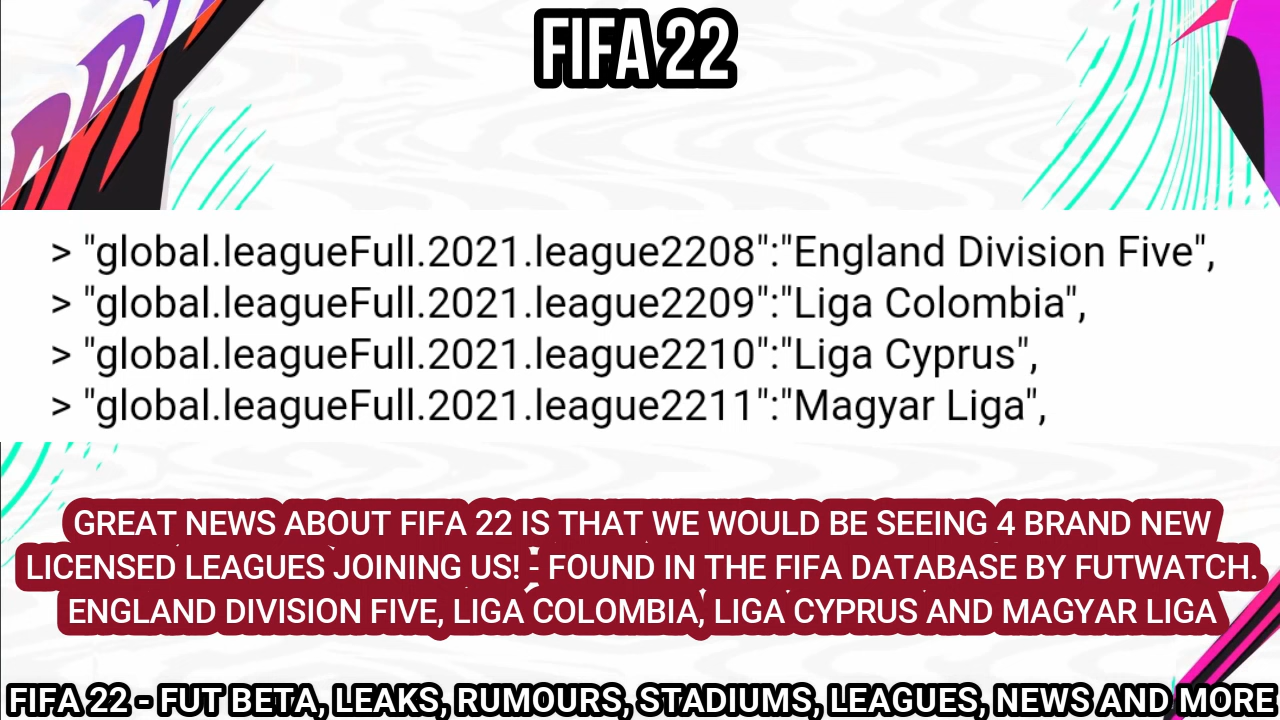 FIFA 22
> "global.leagueFull.2021.league2208":"England Division Five",
> "global.leagueFull.2021.league2209":"Liga Colombia",
> "global.leagueFull.2021.league2210":"Liga Cyprus",
> "global.leagueFull.2021.league2211":"Magyar Liga",
GREAT NEWS ABOUT FIFA 22 IS THAT WE WOULD BE SEEING 4 BRAND NEW
LICENSED LEAGUES JOINING US! - FOUND IN THE FIFA DATABASE BY FUTWATCH.
ENGLAND DIVISION FIVE, LIGA COLOMBIA, LIGA CYPRUS AND MAGYAR LIGA
FIFA 22 - FUT BETA, LEAKS, RUMOURS, STADIUMS, LEAGUES, NEWS AND MORE